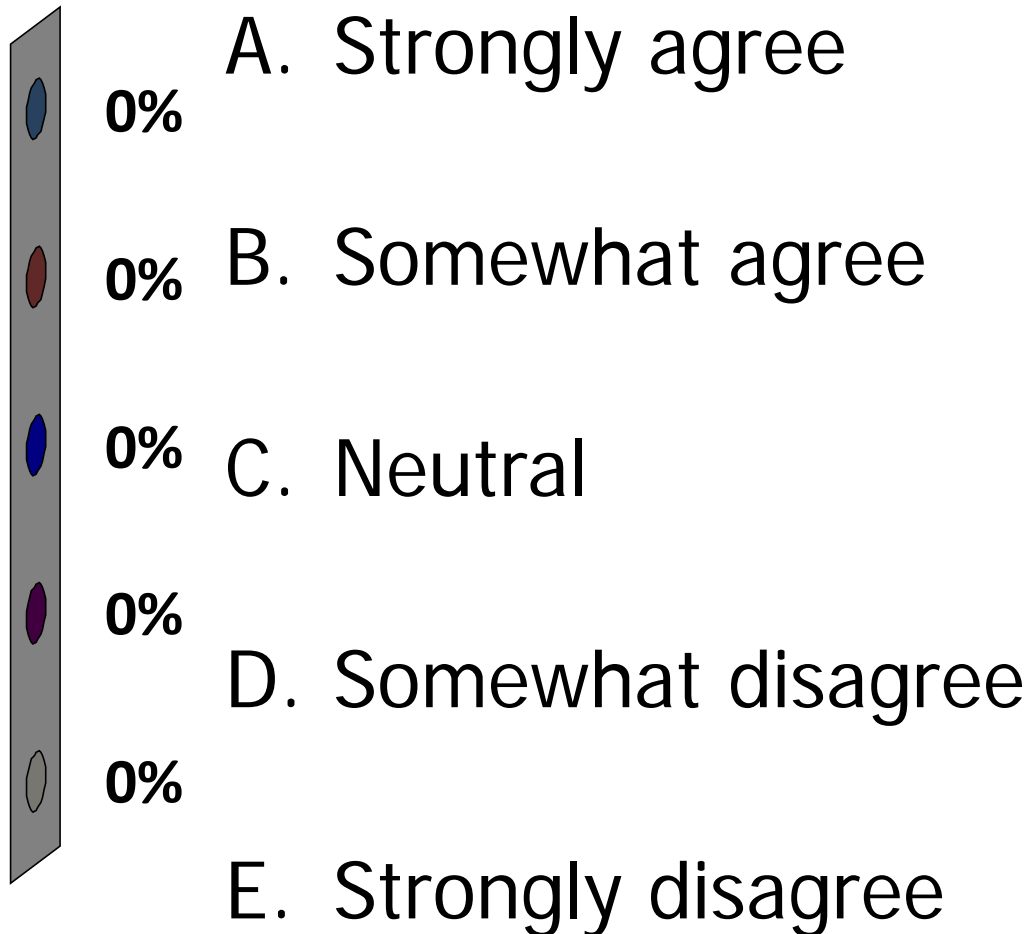 A. Strongly agree
0%
B. Somewhat agree
0%
C. Neutral
0%
D. Somewhat disagree
0%
E. Strongly disagree
0%